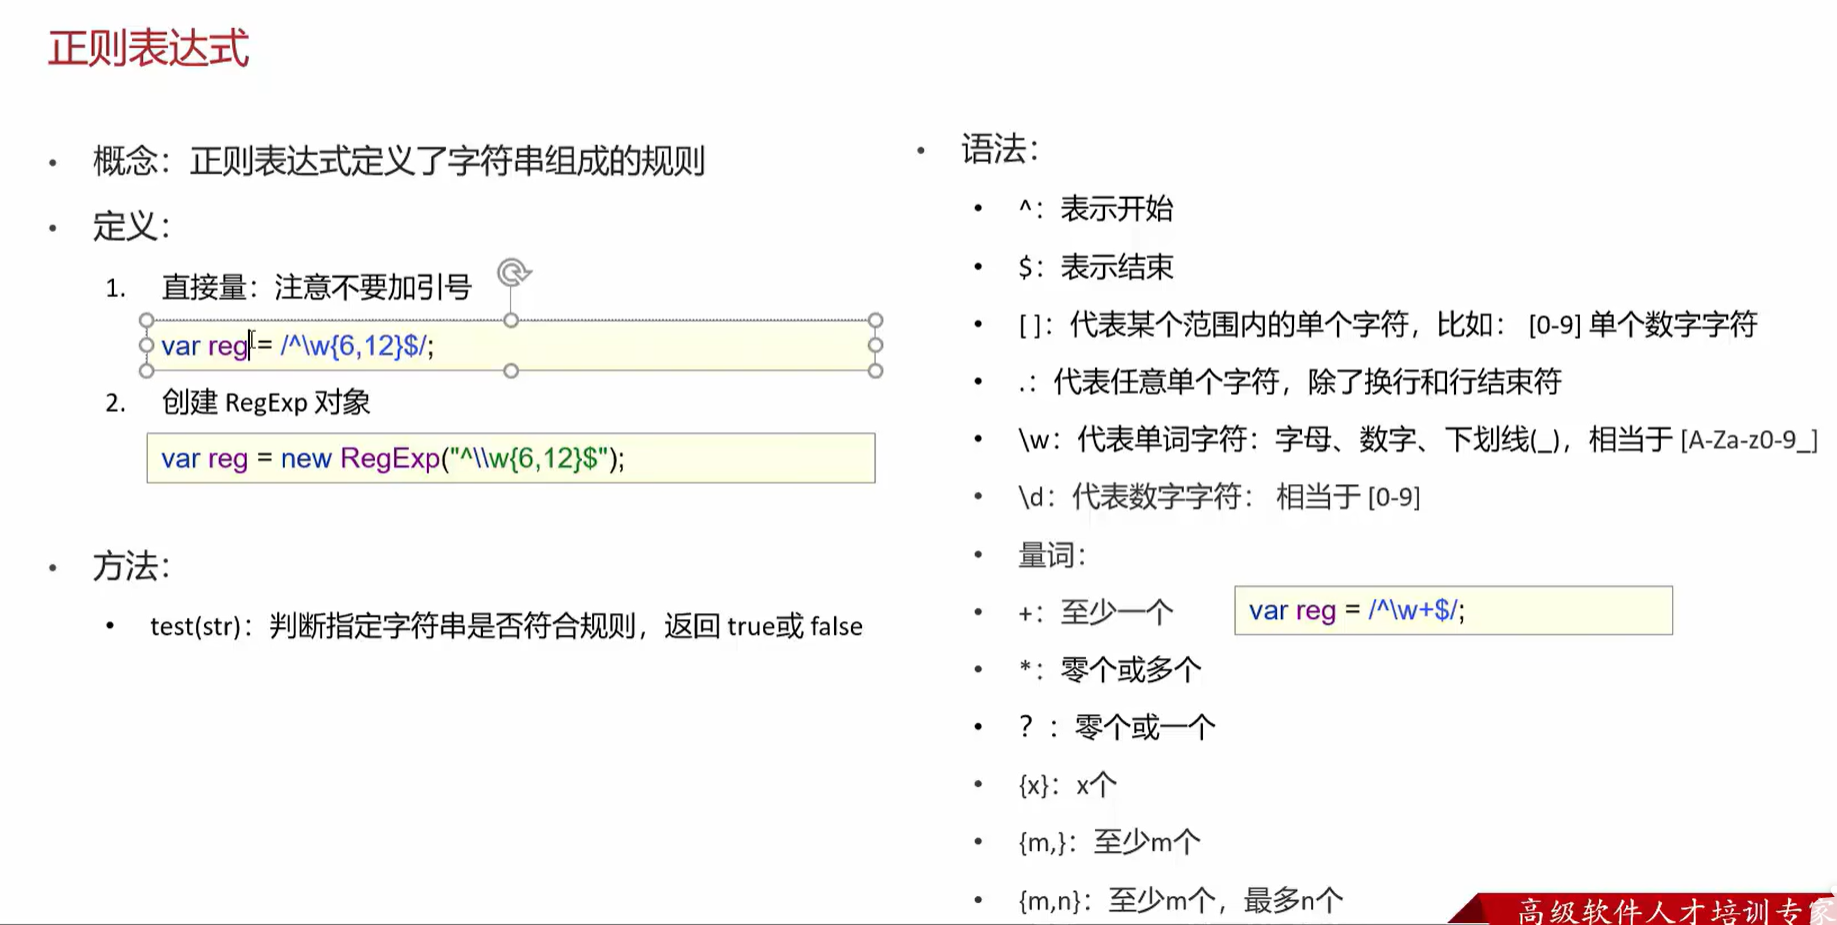 正则表达式
概念：正则表达式定义了字符串组成的规则
定义：
1. 直接量：注意不要加引号
var reg = /^\w{6,12}$/;
2. 创建 RegExp 对象
var reg = new RegExp("^\\w{6,12}$");
方法：
test(str)：判断指定字符串是否符合规则，返回 true或 false
语法：
^：表示开始
$：表示结束
[ ]：代表某个范围内的单个字符，比如： [0-9] 单个数字字符
.：代表任意单个字符，除了换行和行结束符
\w：代表单词字符：字母、数字、下划线(_)，相当于 [A-Za-z0-9_]
\d：代表数字字符： 相当于 [0-9]
量词：
+：至少一个
var reg = /^\w+$/;
*：零个或多个
？：零个或一个
{x}：x个
{m,}：至少m个
{m,n}：至少m个，最多n个
高级软件人才培训专家